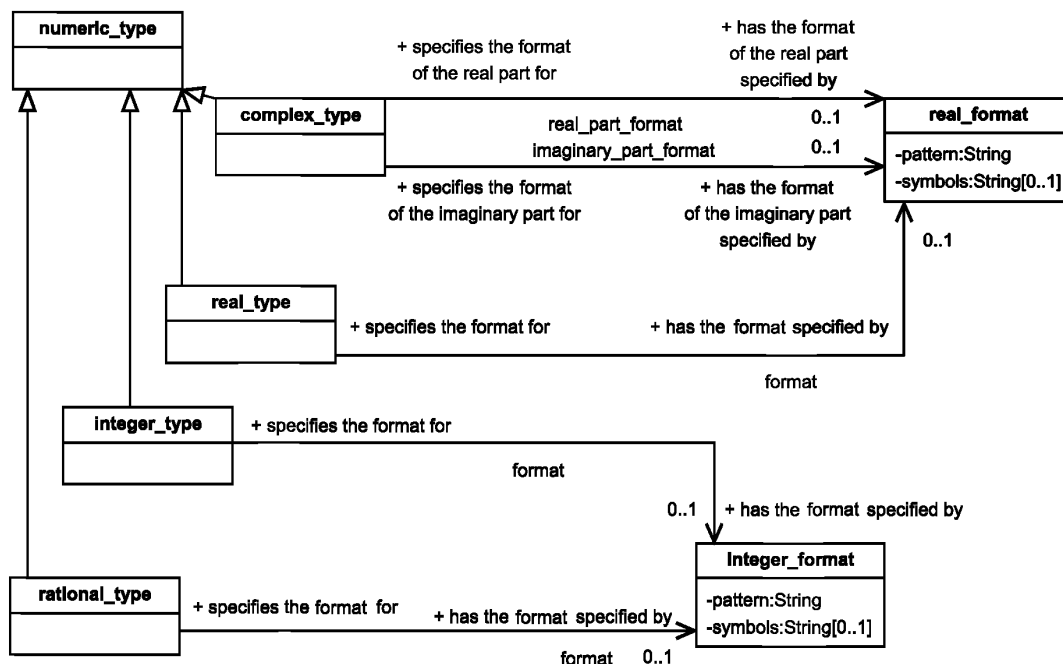 numeric_type
+ specifies the format
of the real part for
+ has the format
of the real part
specified by
complex_type
real_part_format
0..1
imaginary_part_format
0..1
real_format
-pattern:String
-symbols:String[0..1]
+ specifies the format
of the imaginary part for
+ has the format
of the imaginary part
specified by
0..1
real_type
+ specifies the format for
+ has the format specified by
format
integer_type
+ specifies the format for
format
0..1
+ has the format specified by
integer_format
-pattern:String
-symbols:String[0..1]
rational_type
+ specifies the format for
+ has the format specified by
format
0..1